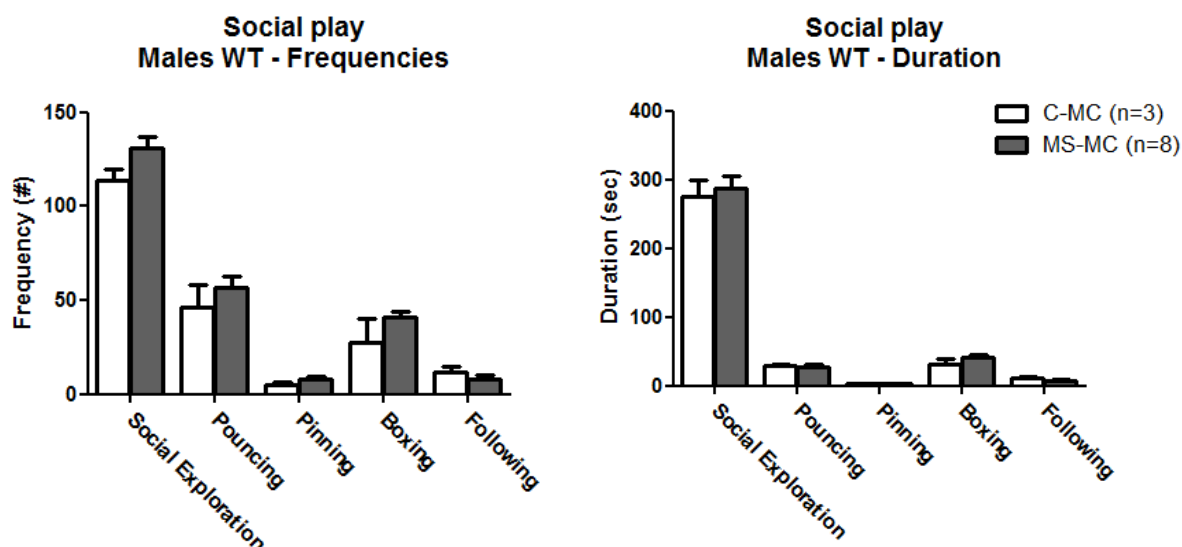 Social play
Males WT - Frequencies
150
100
50
0
Frequency (#)
Social Exploration
Pouncing
Pinning
Boxing
Following
Social play
Males WT - Duration
400
300
200
100
0
Duration (sec)
C-MC (n=3)
MS-MC (n=8)
Social Exploration
Pouncing
Pinning
Boxing
Following